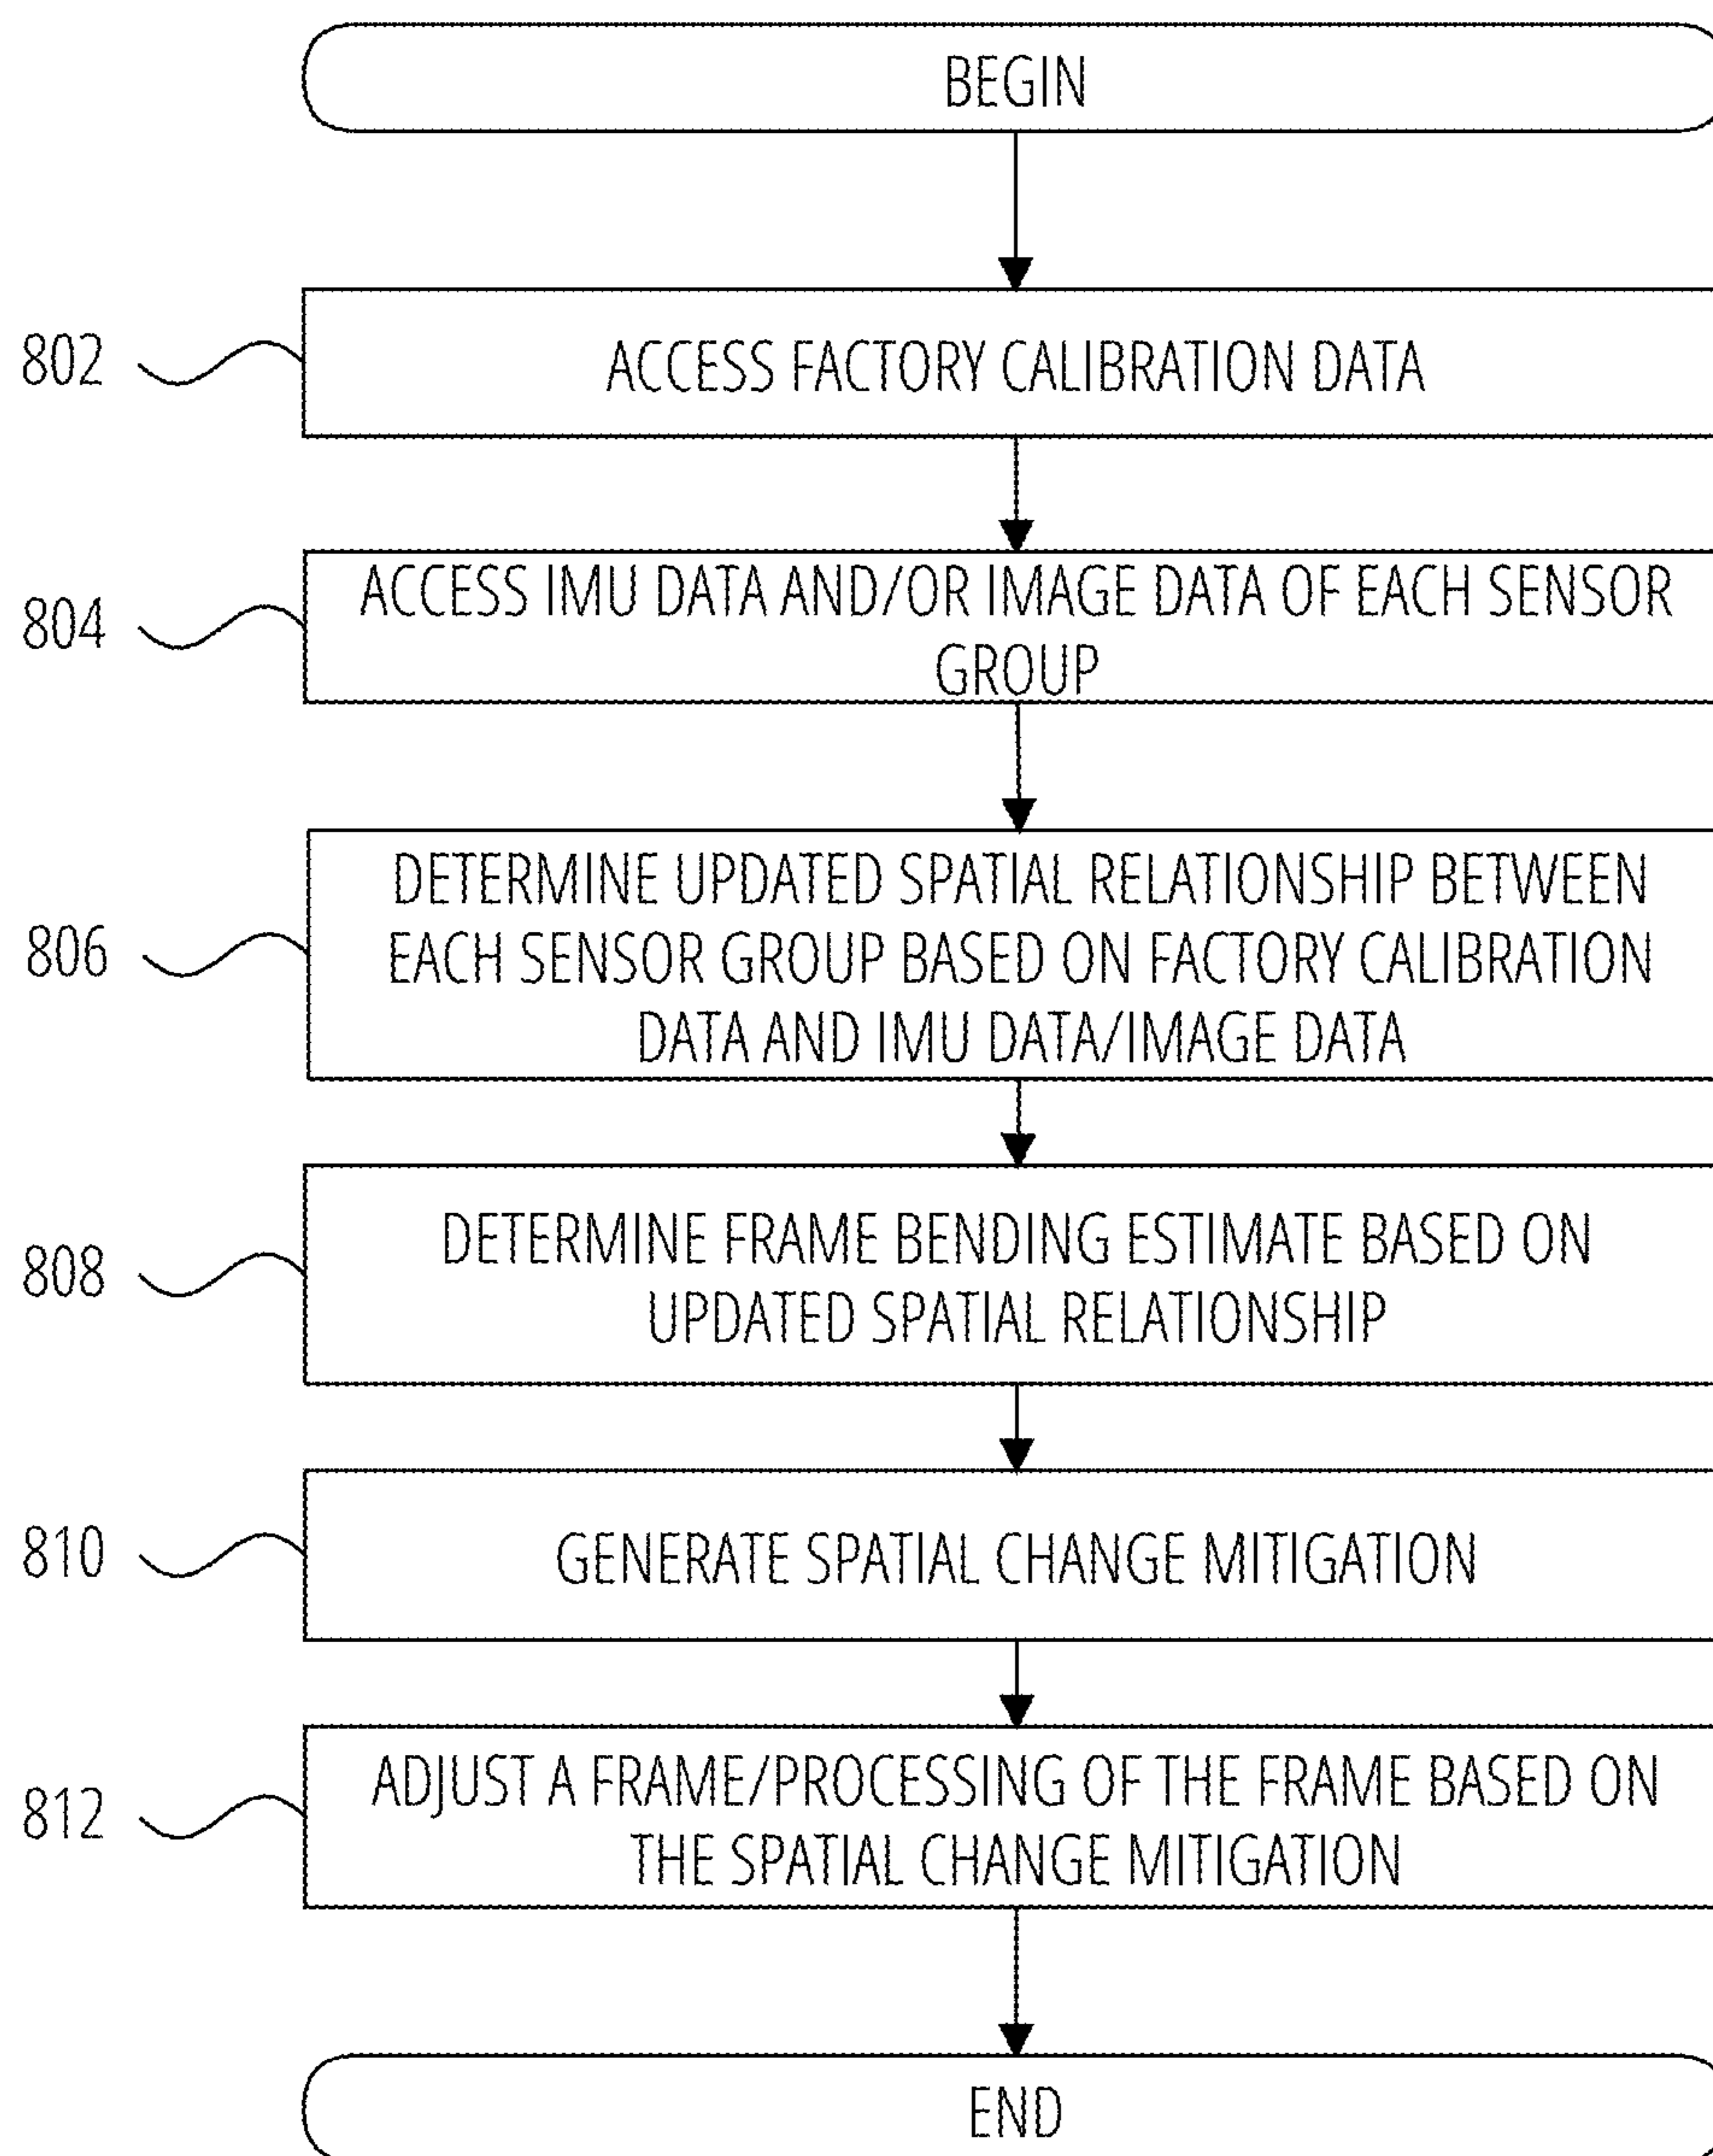 BEGIN
802
ACCESS FACTORY CALIBRATION DATA
804
ACCESS IMU DATA AND/OR IMAGE DATA OF EACH SENSOR
GROUP
806
DETERMINE UPDATED SPATIAL RELATIONSHIP BETWEEN
EACH SENSOR GROUP BASED ON FACTORY CALIBRATION
DATA AND IMU DATA/IMAGE DATA
808
DETERMINE FRAME BENDING ESTIMATE BASED ON
UPDATED SPATIAL RELATIONSHIP
810
GENERATE SPATIAL CHANGE MITIGATION
812
ADJUST A FRAME/PROCESSING OF THE FRAME BASED ON
THE SPATIAL CHANGE MITIGATION
END